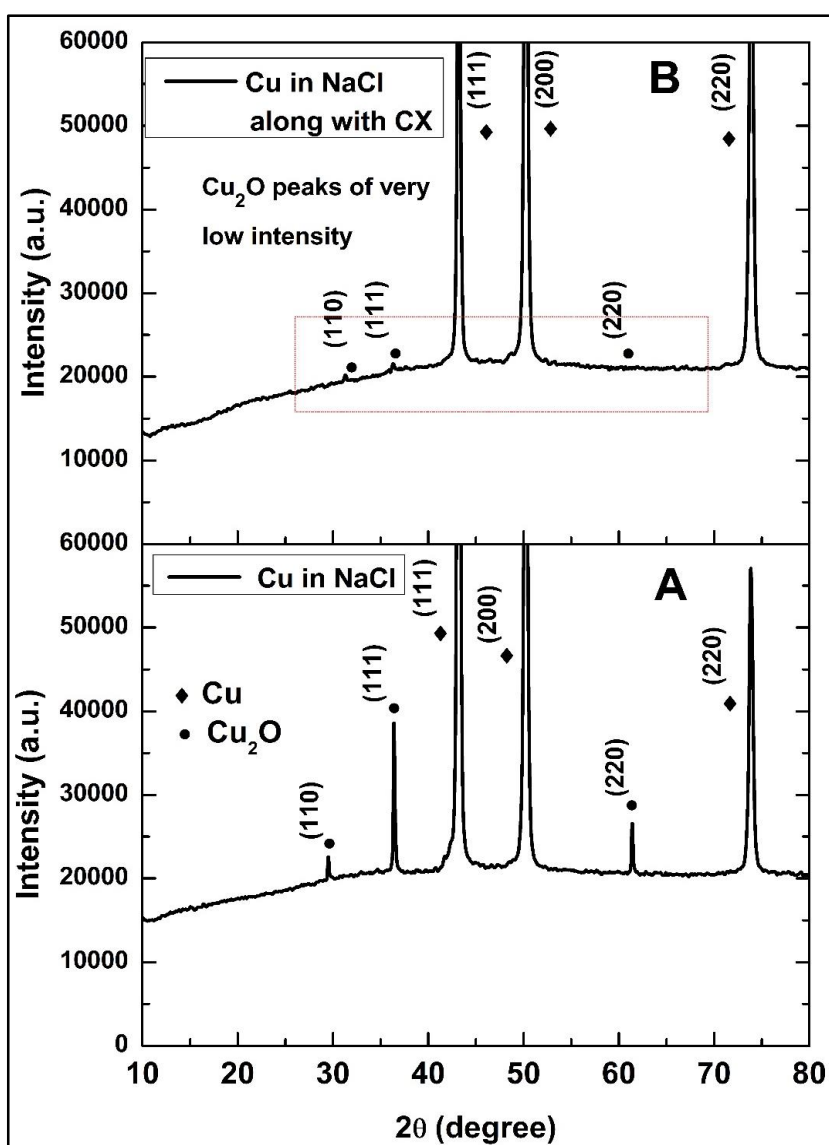 60000
50000
40000
30000
20000
10000
Intensity (a.u.)
Cu in NaCl
along with CX
B
Cu₂O peaks of very
low intensity
(111)
(200)
(220)
(110)
(111)
(220)
60000
50000
40000
30000
20000
10000
0
Intensity (a.u.)
Cu in NaCl
A
Cu
Cu₂O
(110)
(111)
(111)
(200)
(220)
(220)
10 20 30 40 50 60 70 80
2θ (degree)